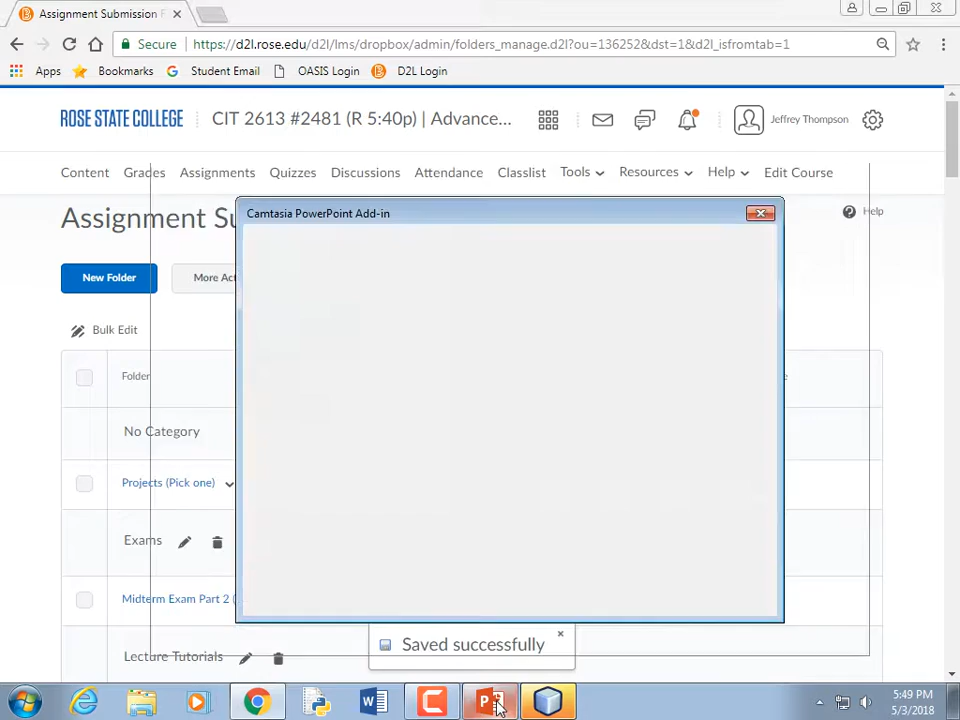 Assignment Submission F
Secure
https://d2l.rose.edu/d2l/lms/dropbox/admin/folders_manage.d2l?ou=136252&dst=1&d2l_isfromtab=1
Apps Bookmarks Student Email OASIS Login D2L Login
ROSE STATE COLLEGE CIT 2613 #2481 (R 5:40p) | Advance... Jeffrey Thompson
Content Grades Assignments Quizzes Discussions Attendance Classlist Tools Resources Help Edit Course
Assignment Su
Help
Camtasia PowerPoint Add-in
New Folder More Act
Bulk Edit
Folder
No Category
Projects (Pick one)
Exams
Midterm Exam Part 2 (
Saved successfully
Lecture Tutorials
5:49 PM
5/3/2018